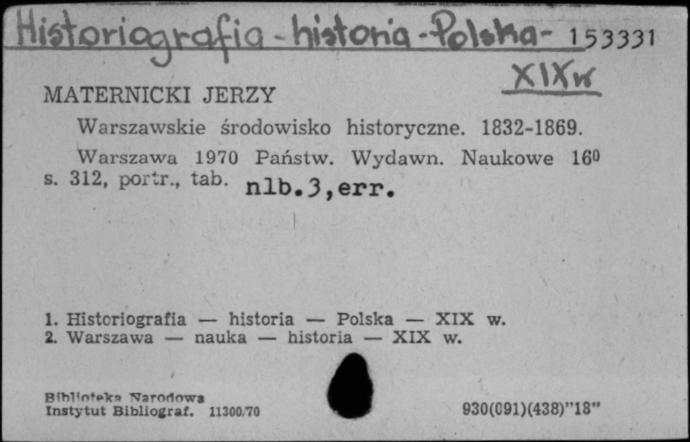 Historiografia - historia - Polska - 153331
XIX w
MATERNICKI JERZY
Warszawskie środowisko historyczne. 1832-1869.
Warszawa 1970 Państw. Wydawn. Naukowe 16⁰
s. 312, portr., tab. nlb.3,err.
1. Historiografia — historia — Polska — XIX w.
2. Warszawa — nauka — historia — XIX w.
Biblioteka Narodowa
Instytut Bibliograf. 11300/70
930(091)(438)"18"